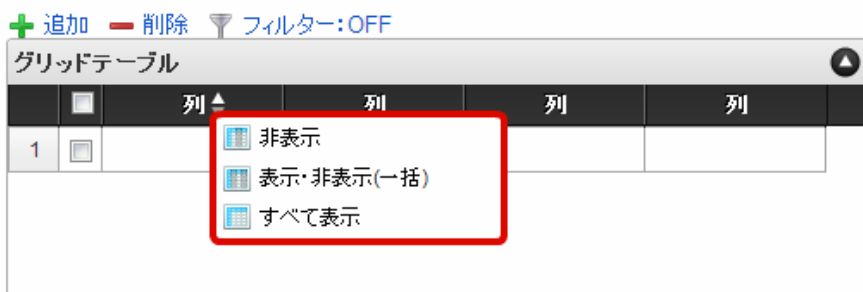 追加 削除 フィルター:OFF
グリッドテーブル
列 列 列 列
1
非表示
表示・非表示(一括)
すべて表示